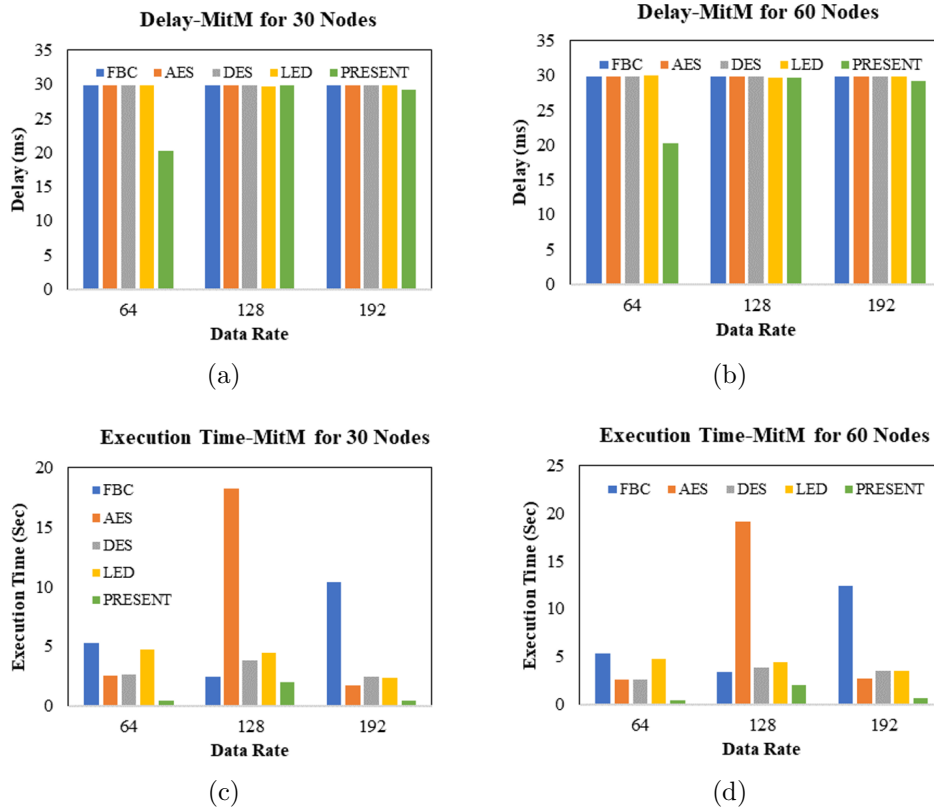 Delay-MitM for 30 Nodes
35
30
25
20
15
10
5
0
Delay (ms)
FBC AES DES LED PRESENT
64 128 192
Data Rate
(a)
Delay-MitM for 60 Nodes
35
30
25
20
15
10
5
0
Delay (ms)
FBC AES DES LED PRESENT
64 128 192
Data Rate
(b)
Execution Time-MitM for 30 Nodes
20
15
10
5
0
Execution Time (Sec)
FBC
AES
DES
LED
PRESENT
64 128 192
Data Rate
(c)
Execution Time-MitM for 60 Nodes
25
20
15
10
5
0
Execution Time (Sec)
FBC AES DES LED PRESENT
64 128 192
Data Rate
(d)